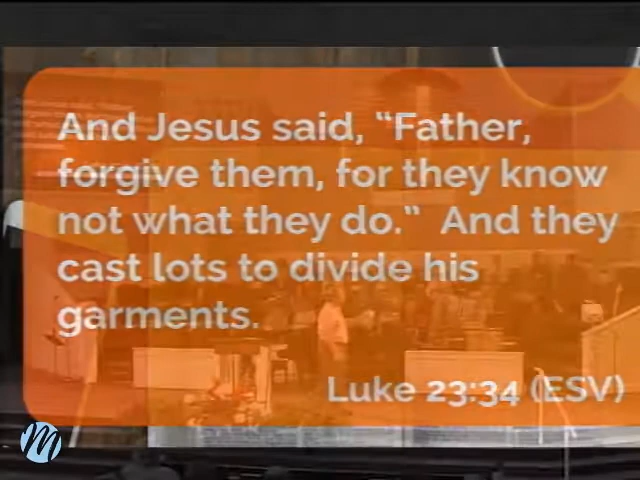 And Jesus said, “Father,
forgive them, for they know
not what they do.”  And they
cast lots to divide his
garments.
Luke 23:34 (ESV)
M